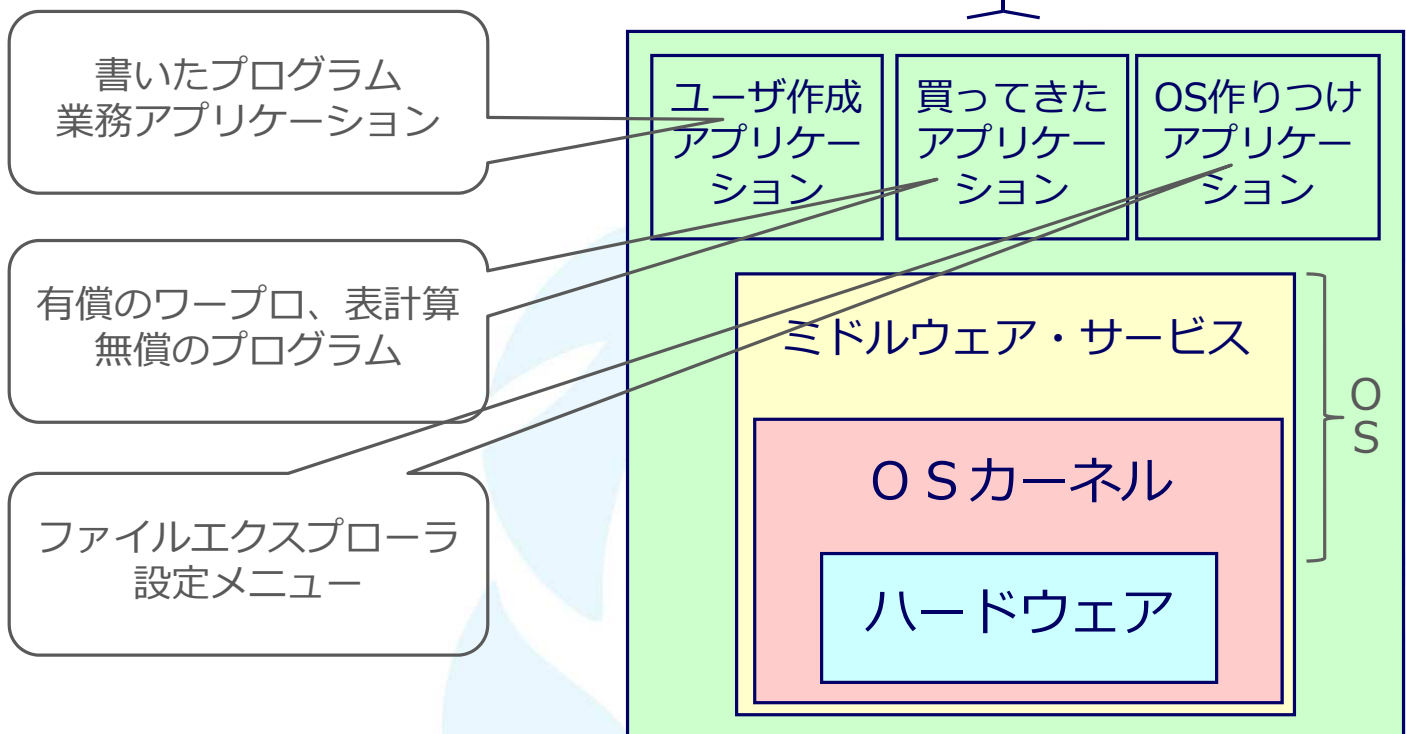 書いたプログラム
業務アプリケーション
ユーザ作成
アプリケー
ション
買ってきた
アプリケー
ション
OS作りつけ
アプリケー
ション
有償のワープロ、表計算
無償のプログラム
ミドルウェア・サービス
O
S
ＯＳカーネル
ファイルエクスプローラ
設定メニュー
ハードウェア